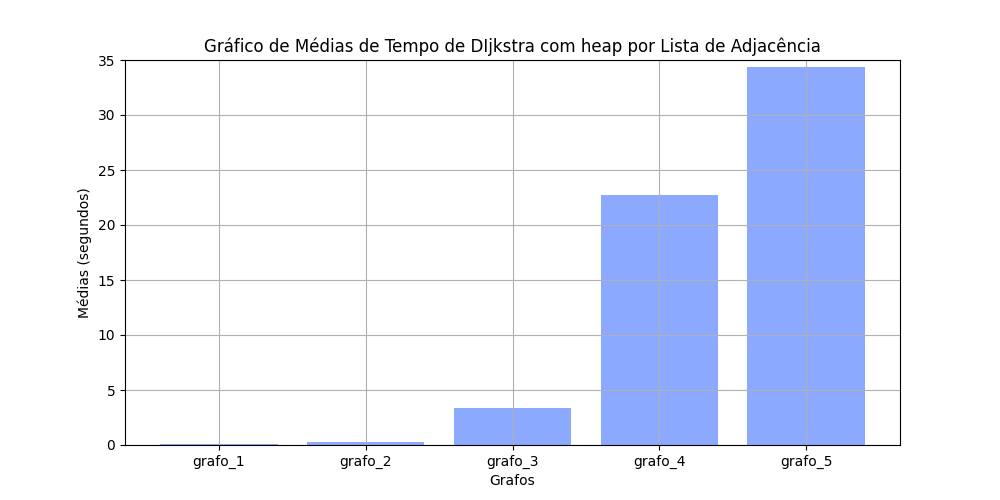 Gráfico de Médias de Tempo de DIjkstra com heap por Lista de Adjacência
Médias (segundos)
35
30
25
20
15
10
5
0
grafo_1 grafo_2 grafo_3 grafo_4 grafo_5
Grafos